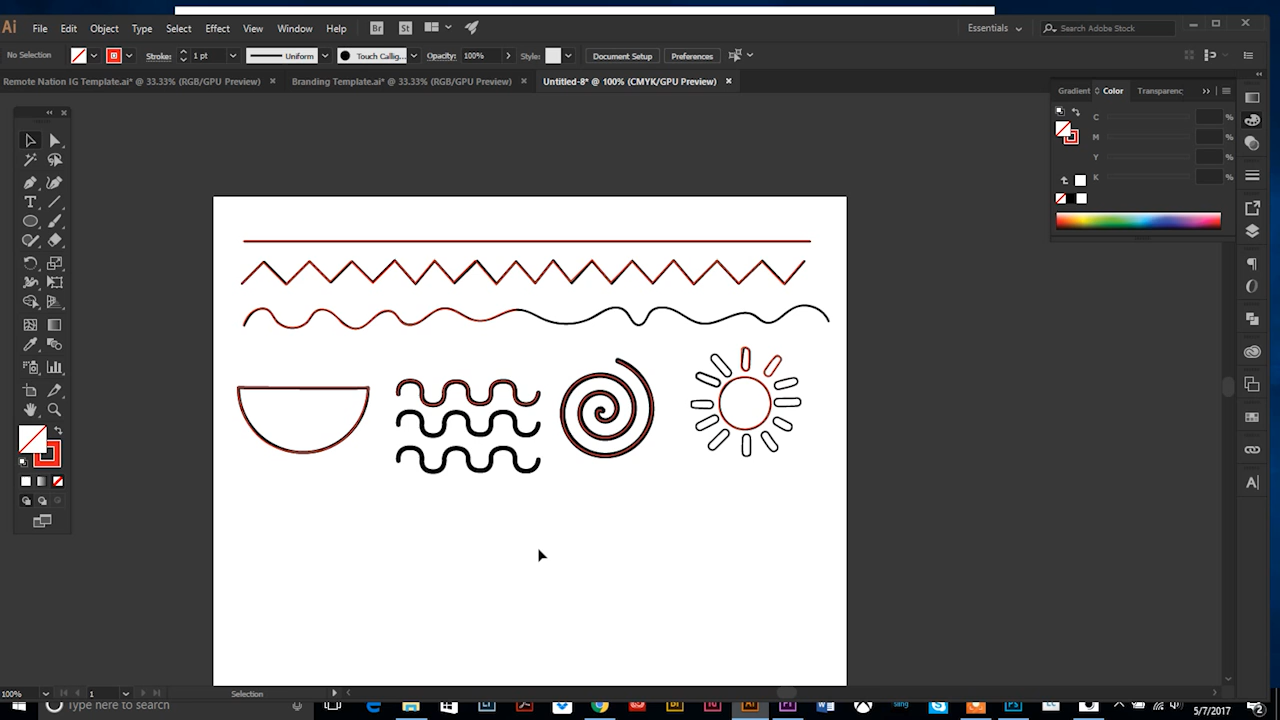 Ai File Edit Object Type Select Effect View Window Help Br St Essentials Search Adobe Stock
No Selection Stroke: 1 pt Uniform Touch Callig... Opacity: 100% Style: Document Setup Preferences
Remote Nation IG Template.ai* @ 33.33% (RGB/GPU Preview) × Branding Template.ai* @ 33.33% (RGB/GPU Preview) × Untitled-8* @ 100% (CMYK/GPU Preview) ×
Gradient Color Transparenc
C %
M %
Y %
K %
T
A
100% 1 Selection
Type here to search
Ai
5/7/2017